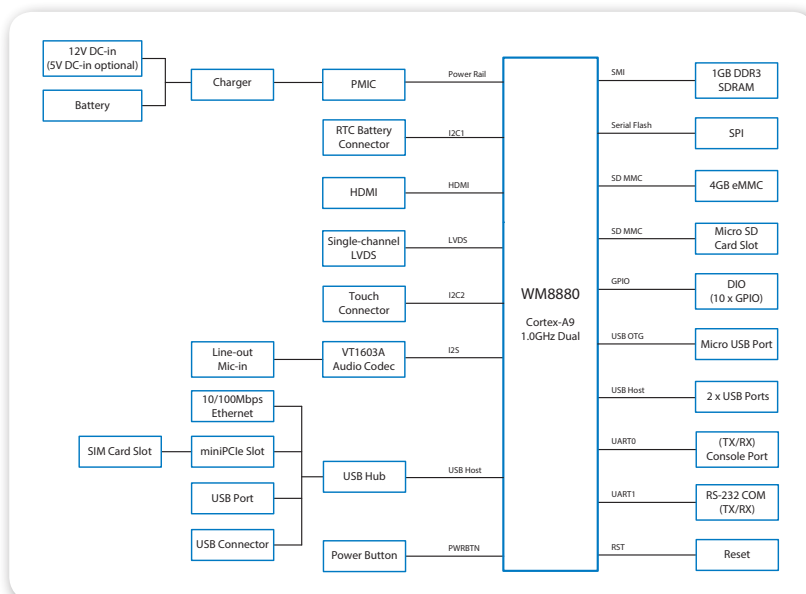 12V DC-in
(5V DC-in optional)
Battery
Charger
PMIC
Power Rail
RTC Battery
Connector
I2C1
HDMI
HDMI
Single-channel
LVDS
LVDS
Touch
Connector
I2C2
Line-out
Mic-in
VT1603A
Audio Codec
I2S
10/100Mbps
Ethernet
SIM Card Slot
miniPCIe Slot
USB Port
USB Connector
USB Hub
USB Host
Power Button
PWRBTN
WM8880
Cortex-A9
1.0GHz Dual
SMI
1GB DDR3
SDRAM
Serial Flash
SPI
SD MMC
4GB eMMC
SD MMC
Micro SD
Card Slot
GPIO
DIO
(10 x GPIO)
USB OTG
Micro USB Port
USB Host
2 x USB Ports
UART0
(TX/RX)
Console Port
UART1
RS-232 COM
(TX/RX)
RST
Reset